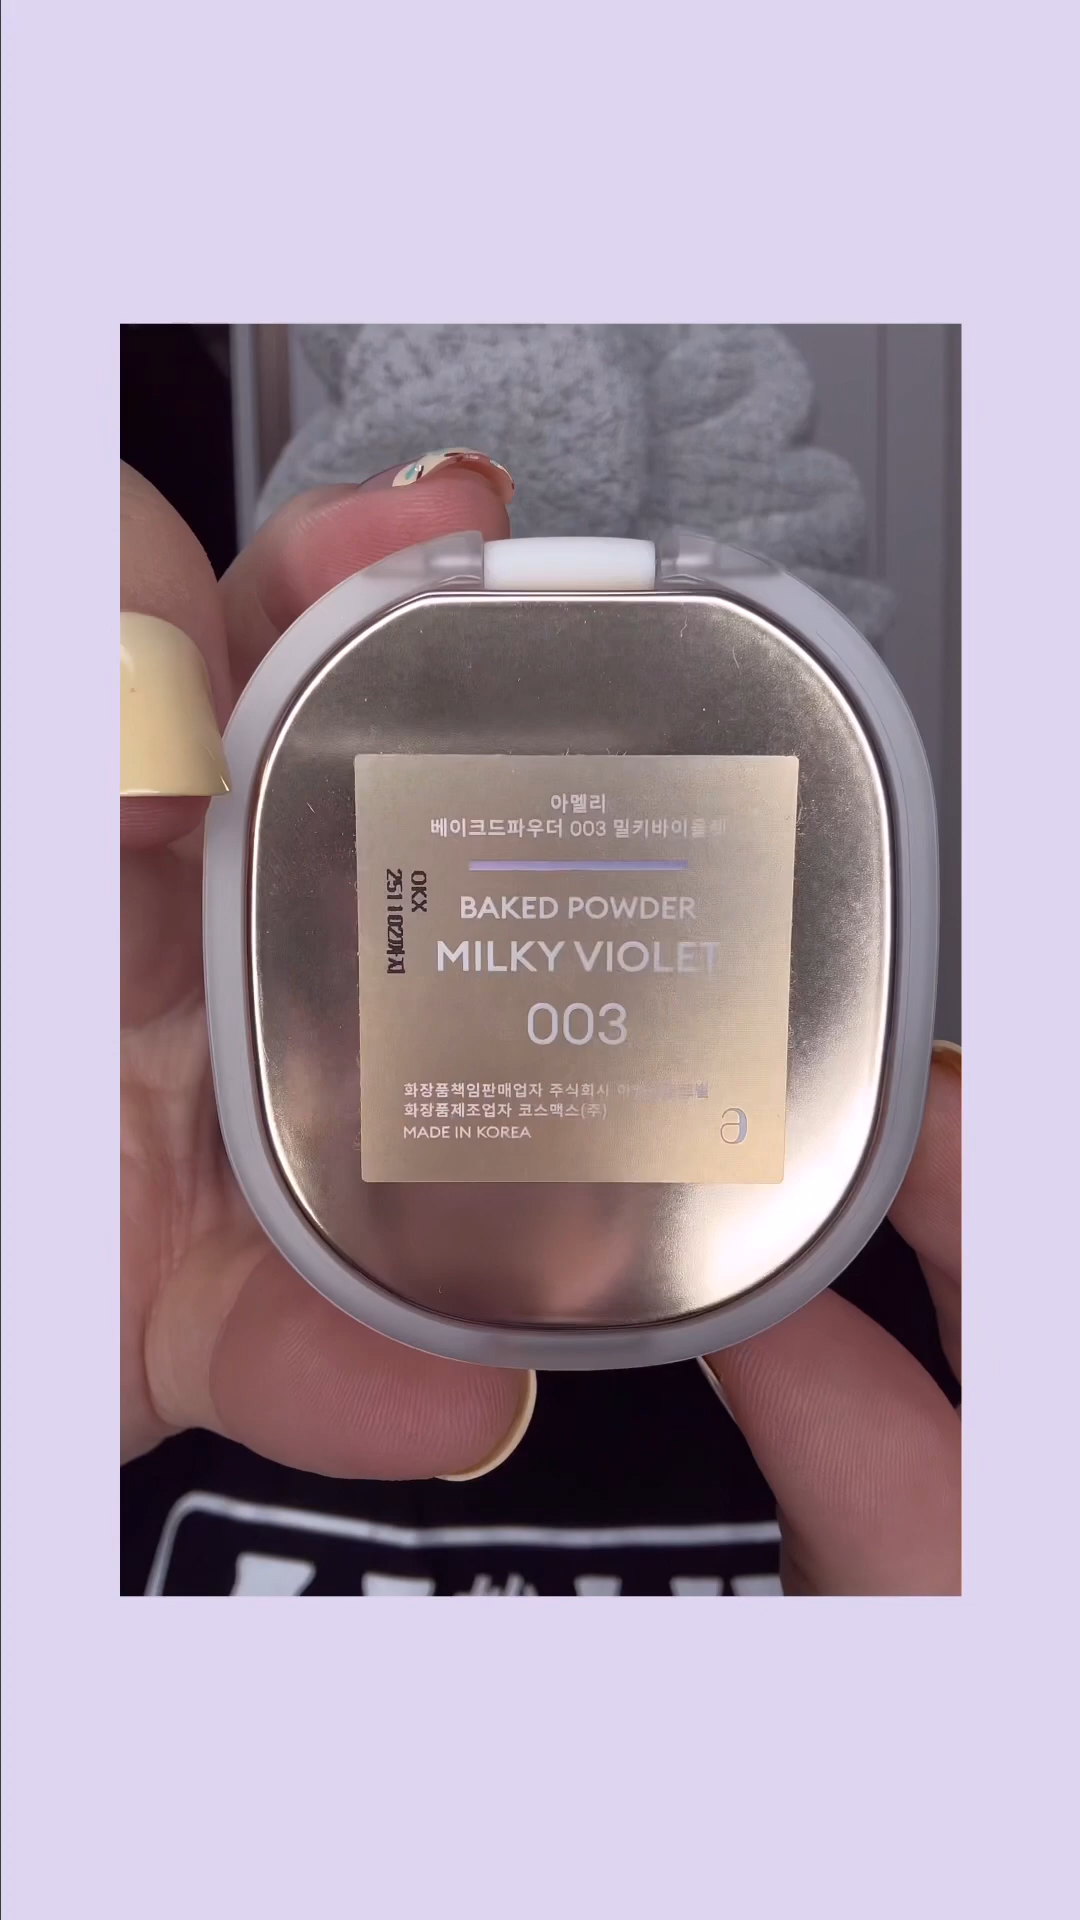 아멜리
베이크드파우더 003 밀키바이올렛
OKX
251102까지
BAKED POWDER
MILKY VIOLET
003
화장품책임판매업자 주식회사
화장품제조업자 코스맥스(주)
MADE IN KOREA